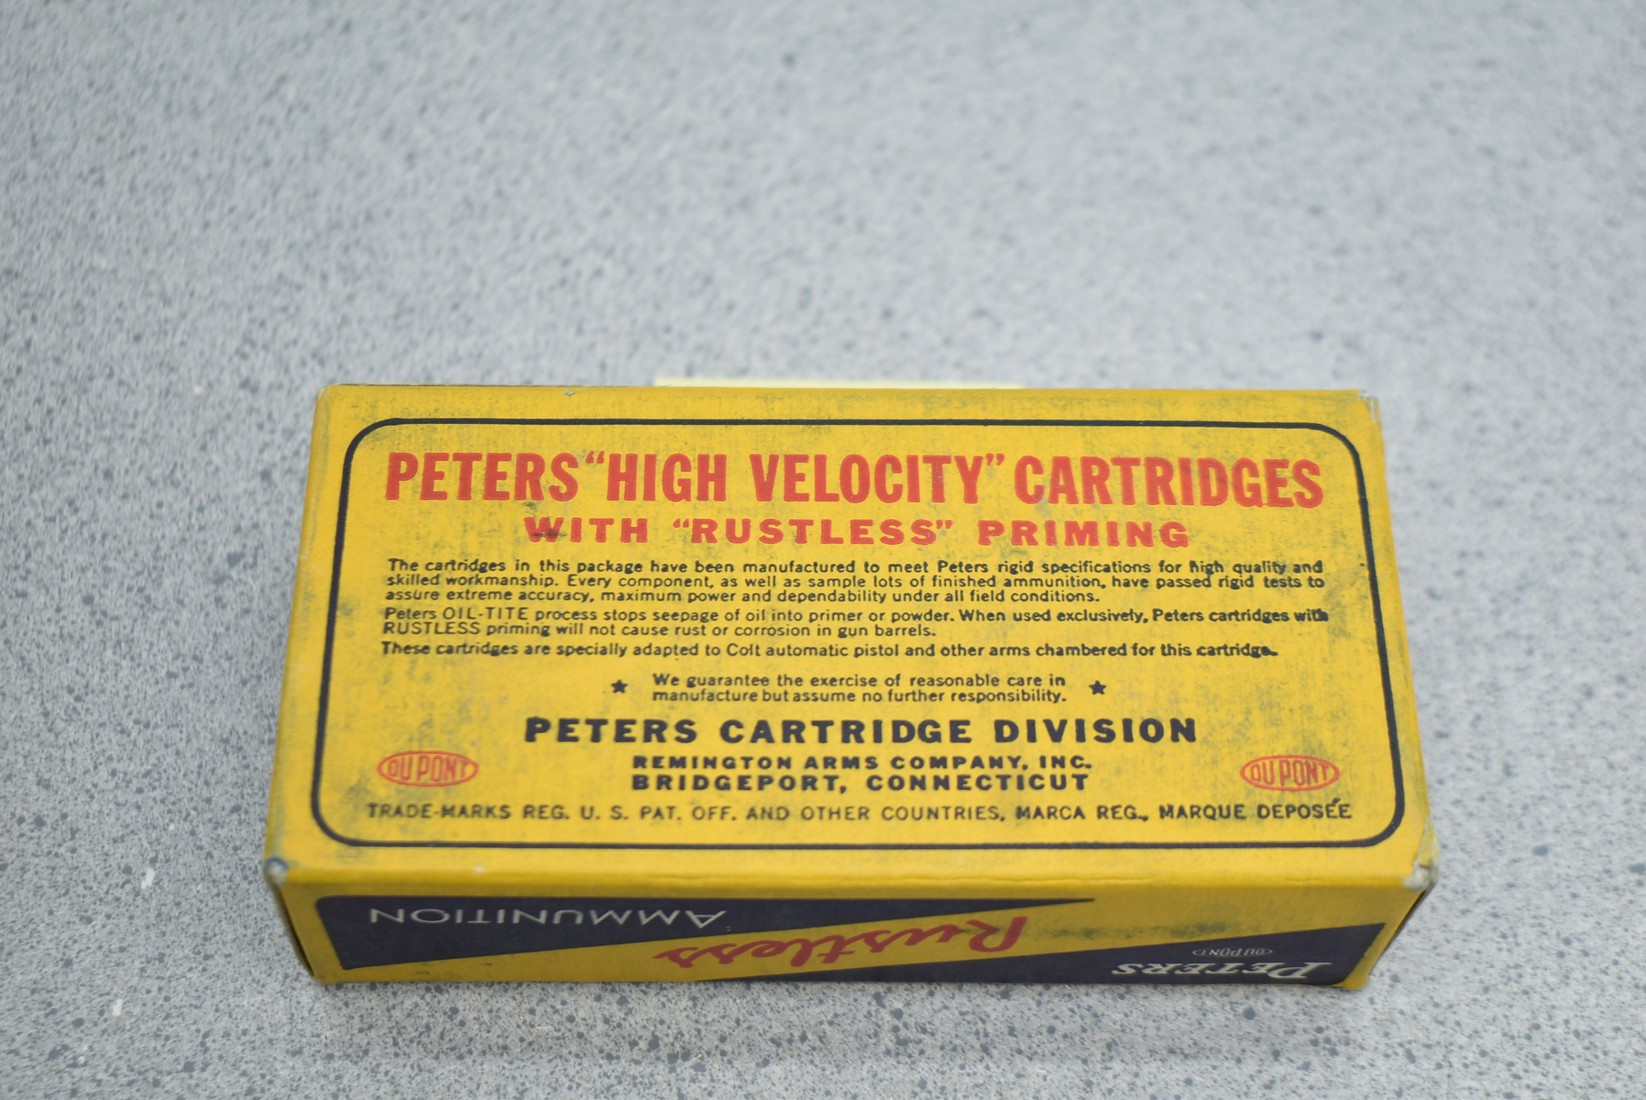 PETERS "HIGH VELOCITY" CARTRIDGES
WITH "RUSTLESS" PRIMING
The cartridges in this package have been manufactured to meet Peters rigid specifications for high quality and
skilled workmanship. Every component, as well as sample lots of finished ammunition, have passed rigid tests to
assure extreme accuracy, maximum power and dependability under all field conditions.
Peters OIL-TITE process stops seepage of oil into primer or powder. When used exclusively, Peters cartridges with
RUSTLESS priming will not cause rust or corrosion in gun barrels.
These cartridges are specially adapted to Colt automatic pistol and other arms chambered for this cartridge.
★ We guarantee the exercise of reasonable care in ★
manufacture but assume no further responsibility.
PETERS CARTRIDGE DIVISION
REMINGTON ARMS COMPANY, INC.
BRIDGEPORT, CONNECTICUT
DU PONT
DU PONT
TRADE-MARKS REG. U. S. PAT. OFF. AND OTHER COUNTRIES, MARCA REG., MARQUE DEPOSÉE
PETERS
DU PONT
Rustless
AMMUNITION